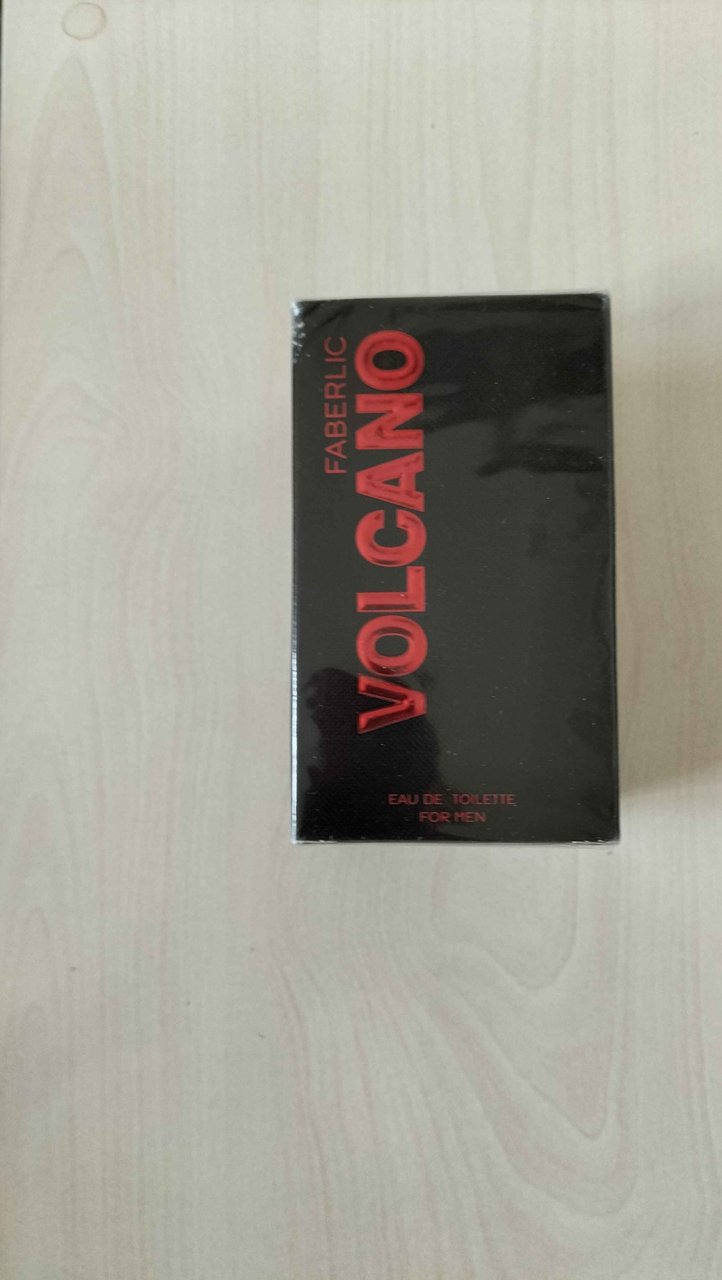 FABERLIC
VOLCANO
EAU DE TOILETTE
FOR MEN